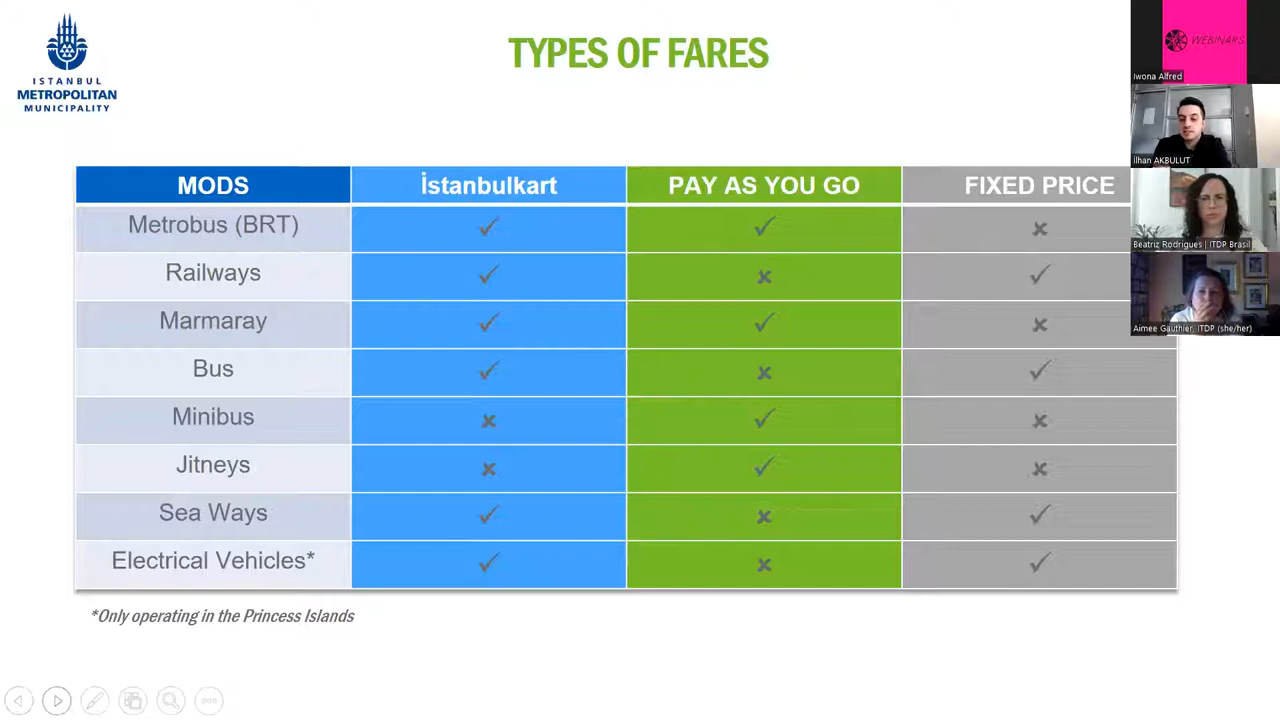 ISTANBUL
METROPOLITAN
MUNICIPALITY
TYPES OF FARES
WEBINARS
Iwona Alfred
İlhan AKBULUT
Beatriz Rodrigues | ITDP Brasil
Aimee Gauthier, ITDP (she/her)
MODS İstanbulkart PAY AS YOU GO FIXED PRICE
Metrobus (BRT) ✓ ✓ ✗
Railways ✓ ✗ ✓
Marmaray ✓ ✓ ✗
Bus ✓ ✗ ✓
Minibus ✗ ✓ ✗
Jitneys ✗ ✓ ✗
Sea Ways ✓ ✗ ✓
Electrical Vehicles* ✓ ✗ ✓
*Only operating in the Princess Islands